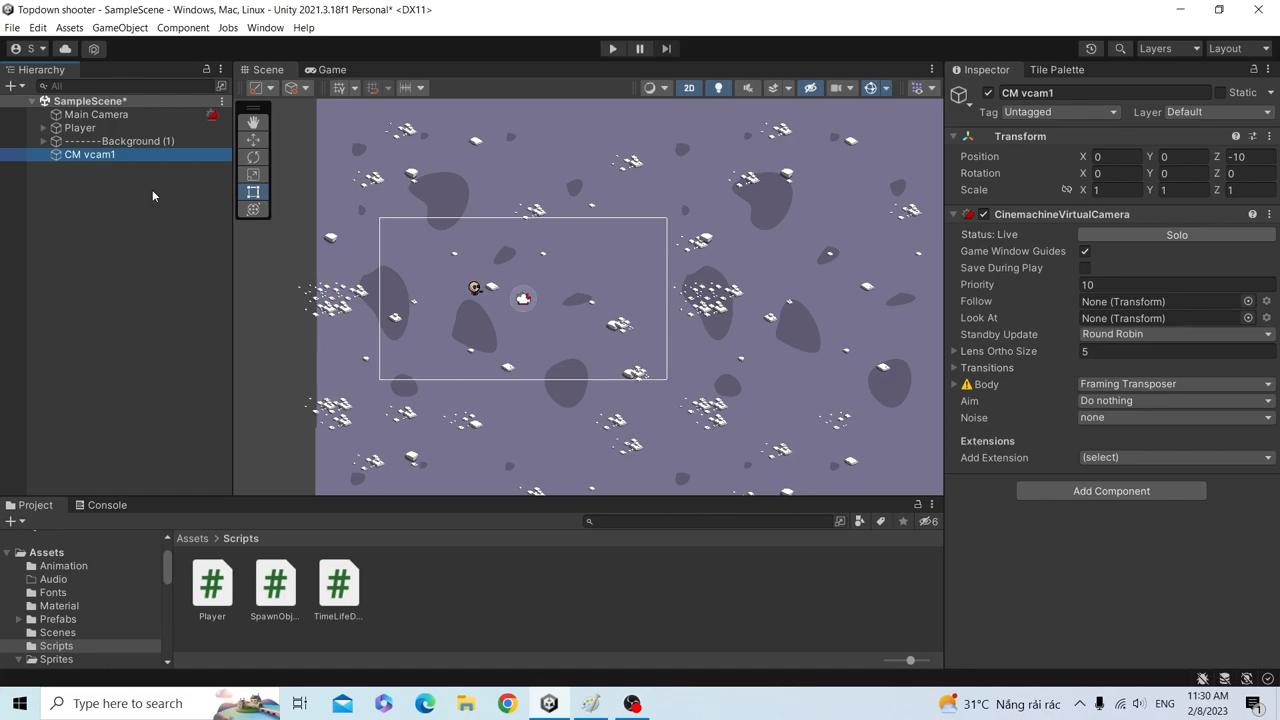 Topdown shooter - SampleScene - Windows, Mac, Linux - Unity 2021.3.18f1 Personal* <DX11>
File Edit Assets GameObject Component Jobs Window Help
S Layers Layout
Hierarchy Scene Game Inspector Tile Palette
All 2D CM vcam1 Static
SampleScene* Tag Untagged Layer Default
Main Camera
Player
-------Background (1)
CM vcam1
Transform
Position X 0 Y 0 Z -10
Rotation X 0 Y 0 Z 0
Scale X 1 Y 1 Z 1
CinemachineVirtualCamera
Status: Live Solo
Game Window Guides
Save During Play
Priority 10
Follow None (Transform)
Look At None (Transform)
Standby Update Round Robin
Lens Ortho Size 5
Transitions
Body Framing Transposer
Aim Do nothing
Noise none
Extensions
Add Extension (select)
Add Component
Project Console
6
Assets Assets > Scripts
Animation
Audio
Fonts
Material
Prefabs
Scenes
Scripts
Sprites
Player SpawnObj... TimeLifeD...
Type here to search 31°C Nắng rải rác ENG 11:30 AM
2/8/2023 1